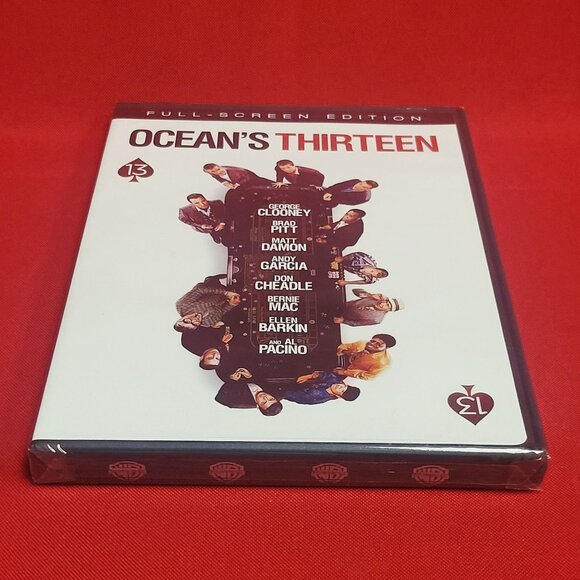 FULL-SCREEN EDITION
OCEAN'S THIRTEEN
13
GEORGE
CLOONEY
BRAD
PITT
MATT
DAMON
ANDY
GARCIA
DON
CHEADLE
BERNIE
MAC
ELLEN
BARKIN
AND AL
PACINO
13